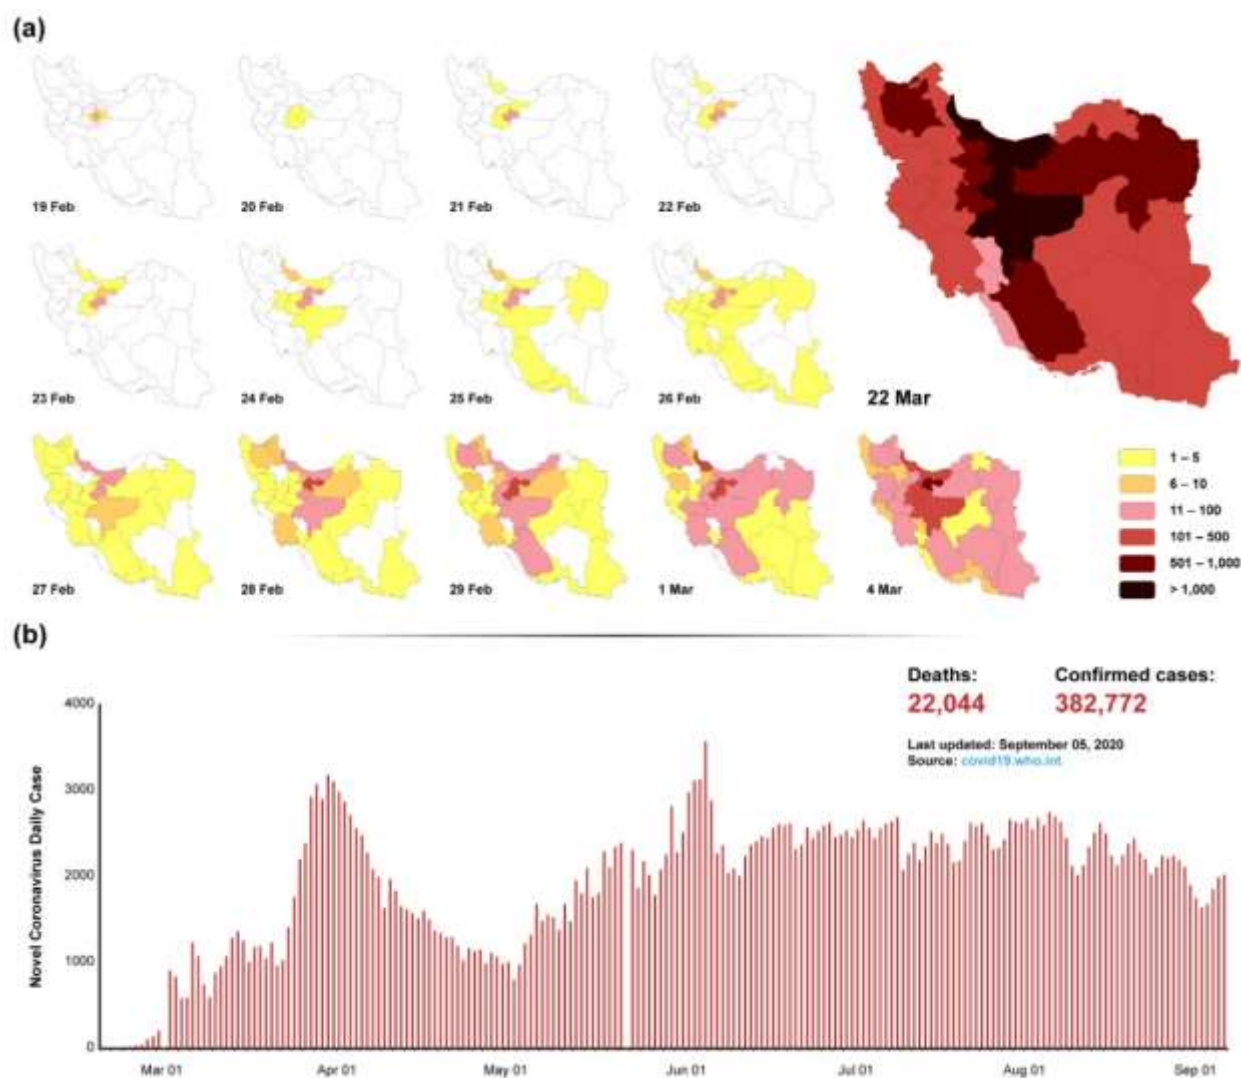 (a)
19 Feb
20 Feb
21 Feb
22 Feb
23 Feb
24 Feb
25 Feb
26 Feb
22 Mar
27 Feb
28 Feb
29 Feb
1 Mar
4 Mar
1 – 5
6 – 10
11 – 100
101 – 500
501 – 1,000
> 1,000
(b)
Deaths: Confirmed cases:
22,044 382,772
Last updated: September 05, 2020
Source: covid19.who.int
Novel Coronavirus Daily Case
4000
3000
2000
1000
0
Mar 01 Apr 01 May 01 Jun 01 Jul 01 Aug 01 Sep 01